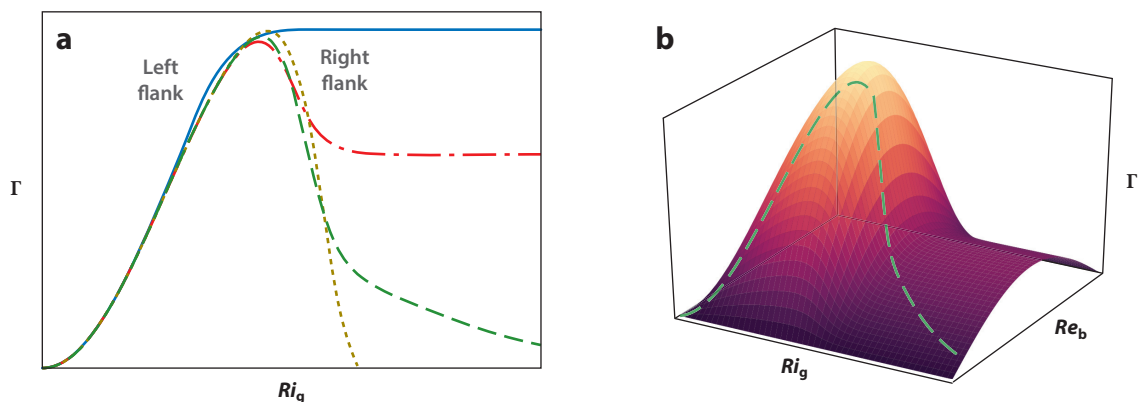 a
Left
flank
Right
flank
Γ
Ri_g
b
Γ
Re_b
Ri_g